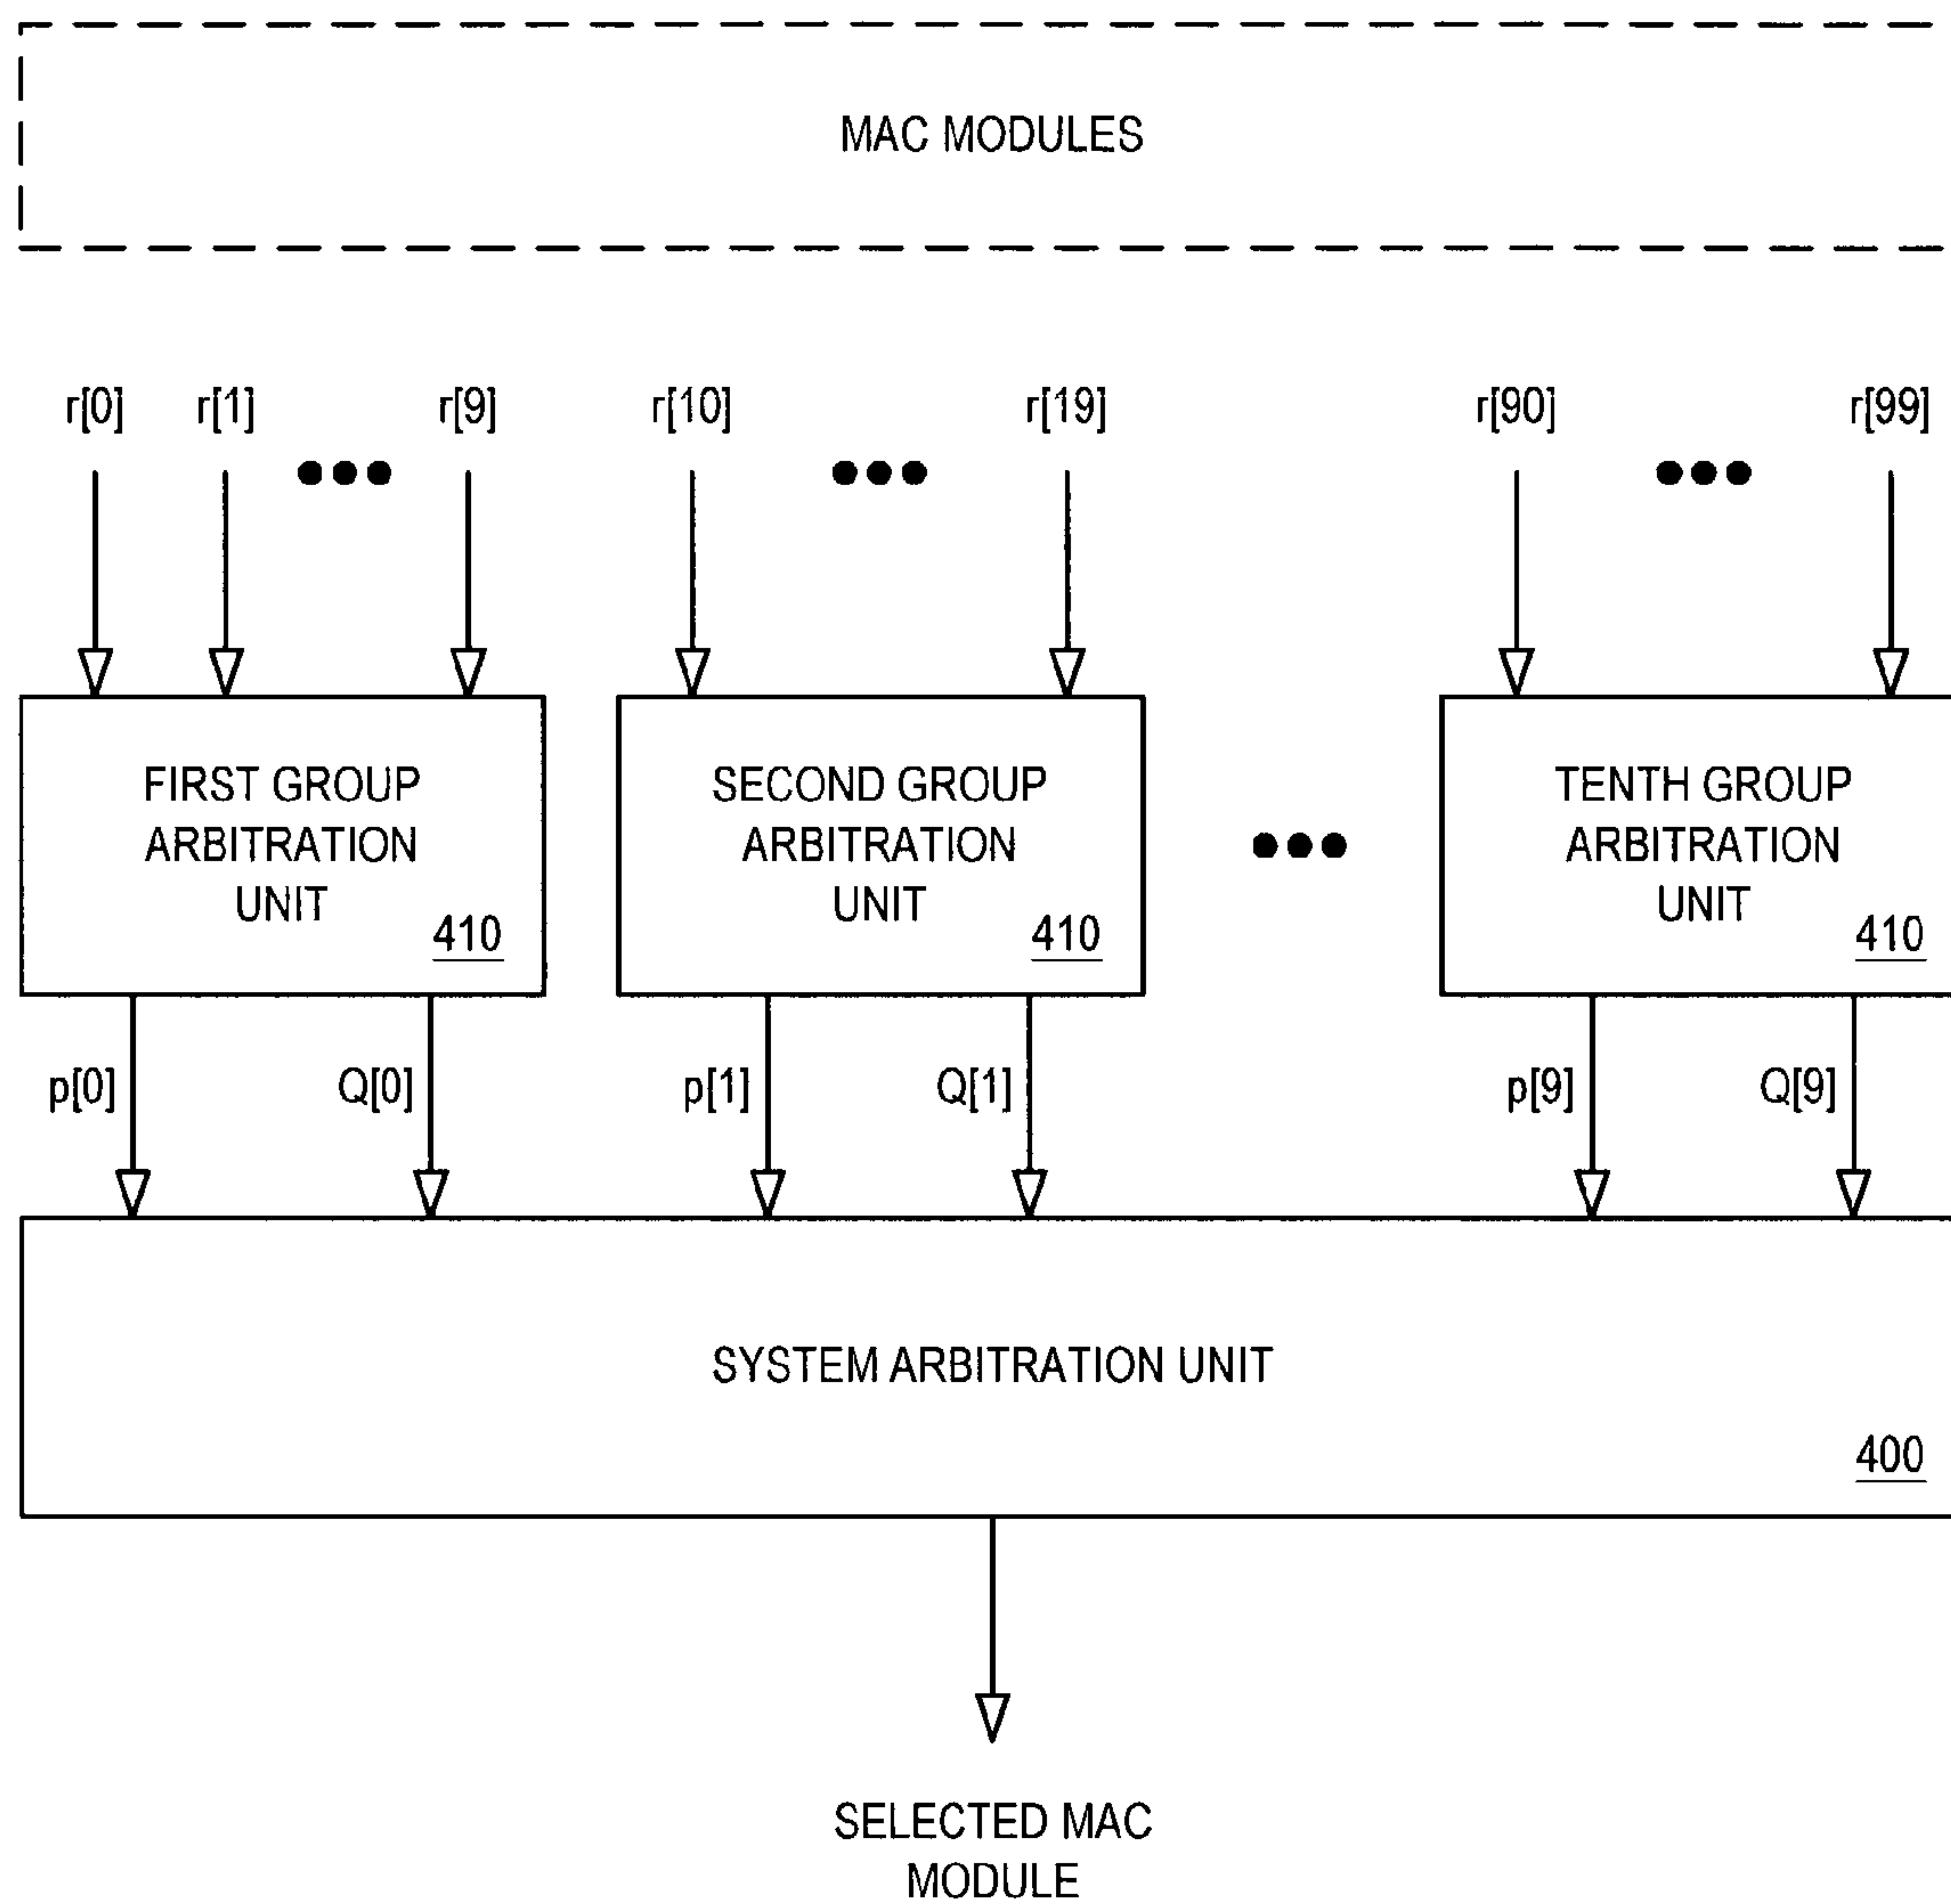 MAC MODULES
r[0] r[1] r[9] r[10] r[19] r[90] r[99]
FIRST GROUP
ARBITRATION
UNIT
410
SECOND GROUP
ARBITRATION
UNIT
410
TENTH GROUP
ARBITRATION
UNIT
410
p[0] Q[0] p[1] Q[1] p[9] Q[9]
SYSTEM ARBITRATION UNIT
400
SELECTED MAC
MODULE